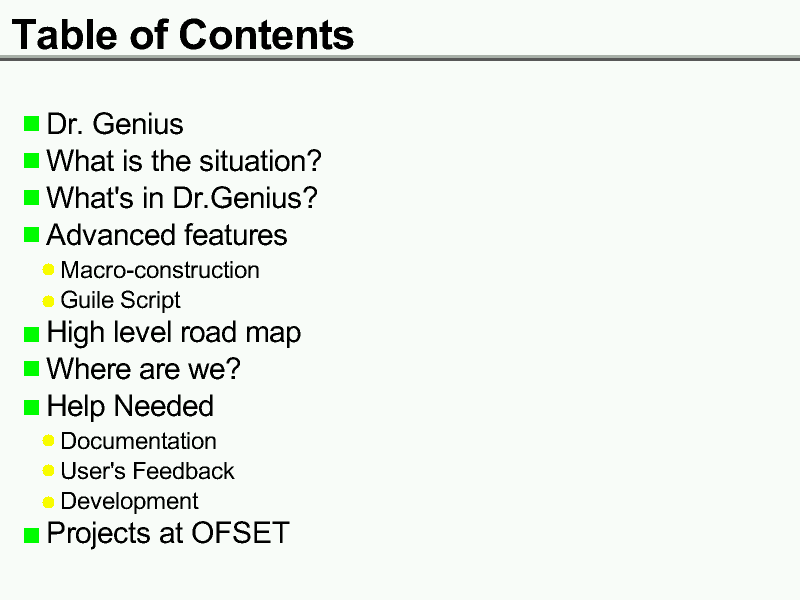 Table of Contents
Dr. Genius
What is the situation?
What's in Dr.Genius?
Advanced features
Macro-construction
Guile Script
High level road map
Where are we?
Help Needed
Documentation
User's Feedback
Development
Projects at OFSET